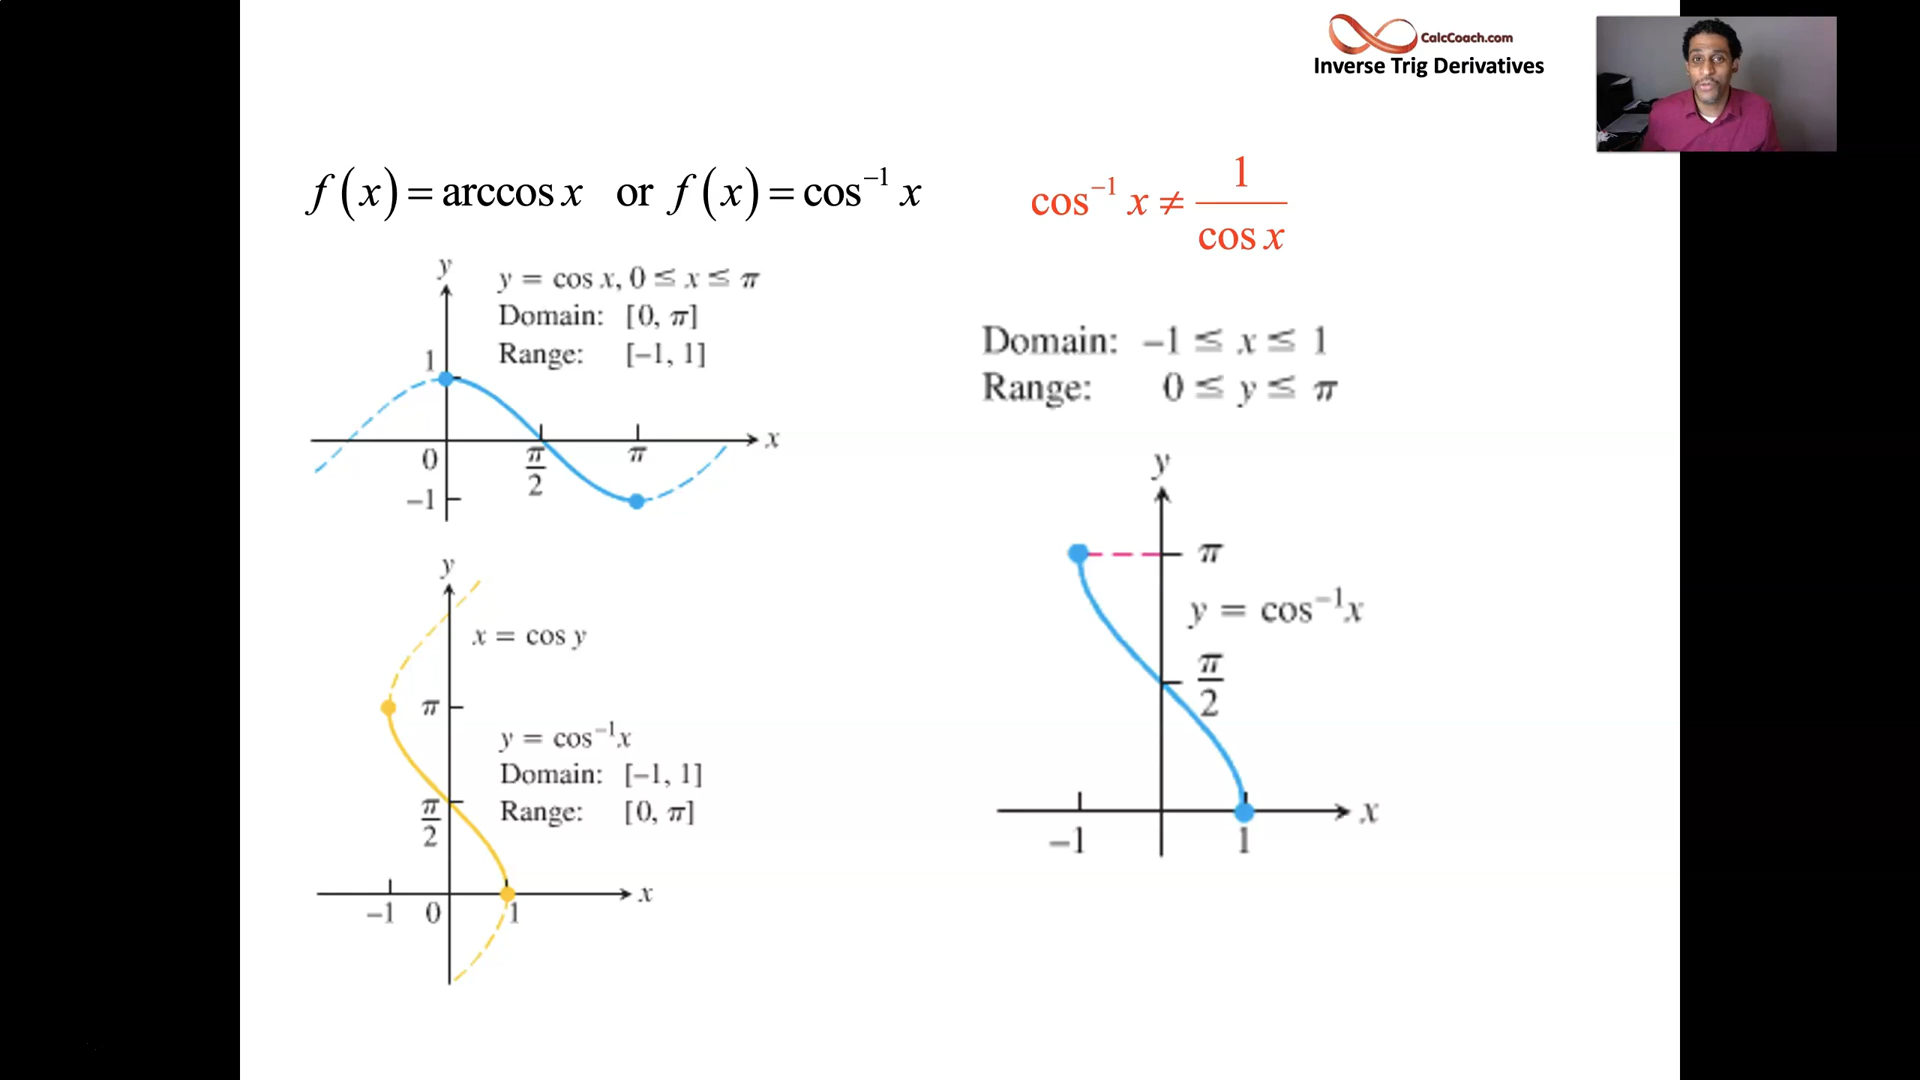 CalcCoach.com
Inverse Trig Derivatives
f(x) = arccos x or f(x) = cos⁻¹ x
cos⁻¹ x ≠ 1/cos x
y
y = cos x, 0 ≤ x ≤ π
Domain: [0, π]
Range: [−1, 1]
1
0
π/2
π
x
−1
Domain: −1 ≤ x ≤ 1
Range: 0 ≤ y ≤ π
y
π
y = cos⁻¹x
π/2
x
−1
1
y
x = cos y
π
y = cos⁻¹x
Domain: [−1, 1]
Range: [0, π]
π/2
x
−1 0 1